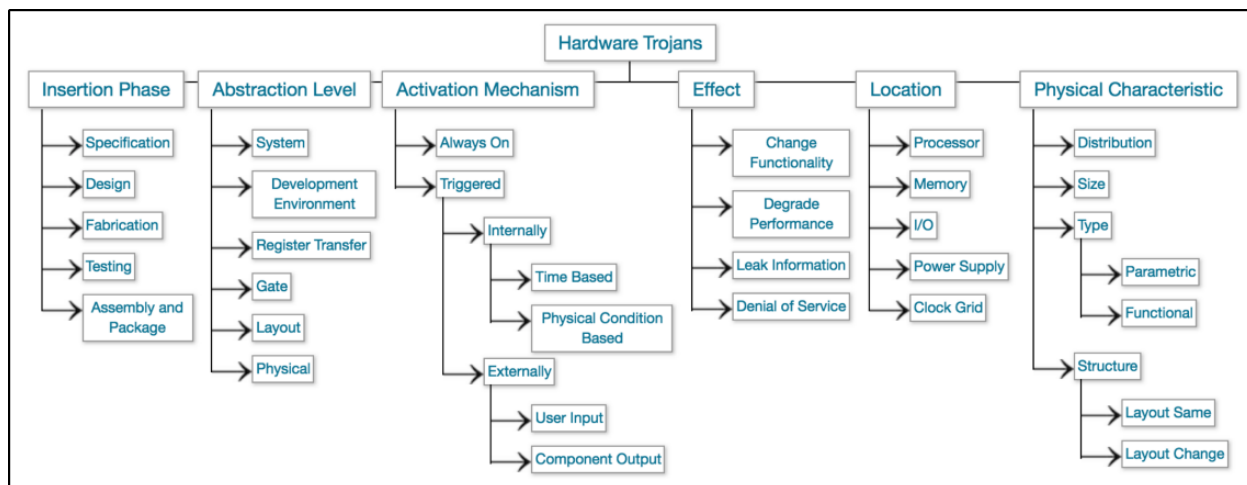 Hardware Trojans
Insertion Phase
Abstraction Level
Activation Mechanism
Effect
Location
Physical Characteristic
Specification
Design
Fabrication
Testing
Assembly and
Package
System
Development
Environment
Register Transfer
Gate
Layout
Physical
Always On
Triggered
Internally
Time Based
Physical Condition
Based
Externally
User Input
Component Output
Change
Functionality
Degrade
Performance
Leak Information
Denial of Service
Processor
Memory
I/O
Power Supply
Clock Grid
Distribution
Size
Type
Parametric
Functional
Structure
Layout Same
Layout Change